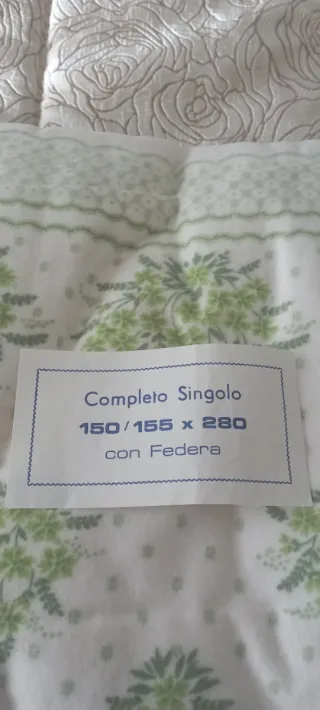 Completo Singolo
150/155 x 280
con Federa